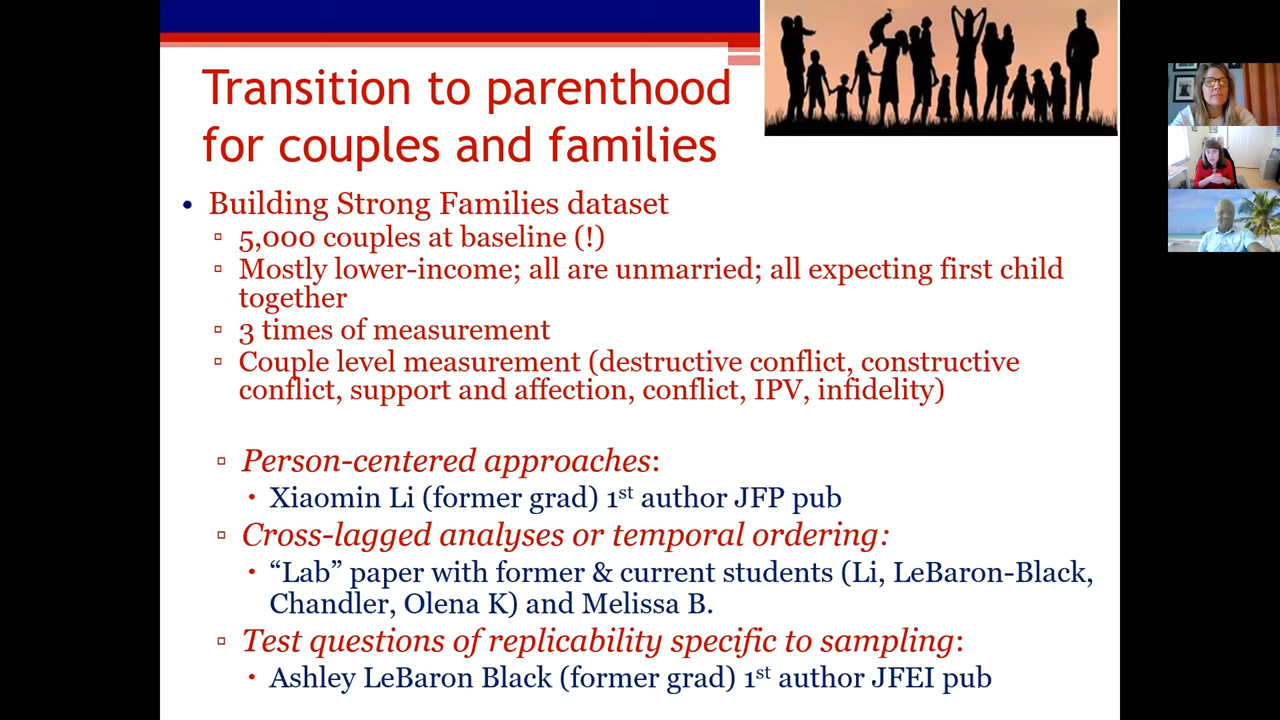 Transition to parenthood
for couples and families
• Building Strong Families dataset
▫ 5,000 couples at baseline (!)
▫ Mostly lower-income; all are unmarried; all expecting first child
together
▫ 3 times of measurement
▫ Couple level measurement (destructive conflict, constructive
conflict, support and affection, conflict, IPV, infidelity)
▫ Person-centered approaches:
• Xiaomin Li (former grad) 1st author JFP pub
▫ Cross-lagged analyses or temporal ordering:
• “Lab” paper with former & current students (Li, LeBaron-Black,
Chandler, Olena K) and Melissa B.
▫ Test questions of replicability specific to sampling:
• Ashley LeBaron Black (former grad) 1st author JFEI pub